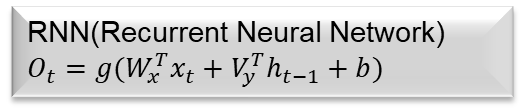 RNN(Recurrent Neural Network)
$O_t = g(W_x^T x_t + V_y^T h_{t-1} + b)$